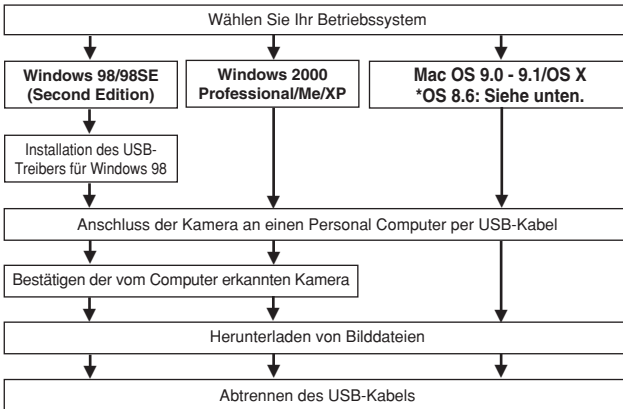 Wählen Sie Ihr Betriebssystem
Windows 98/98SE
(Second Edition)
Windows 2000
Professional/Me/XP
Mac OS 9.0 - 9.1/OS X
*OS 8.6: Siehe unten.
Installation des USB-
Treibers für Windows 98
Anschluss der Kamera an einen Personal Computer per USB-Kabel
Bestätigen der vom Computer erkannten Kamera
Herunterladen von Bilddateien
Abtrennen des USB-Kabels